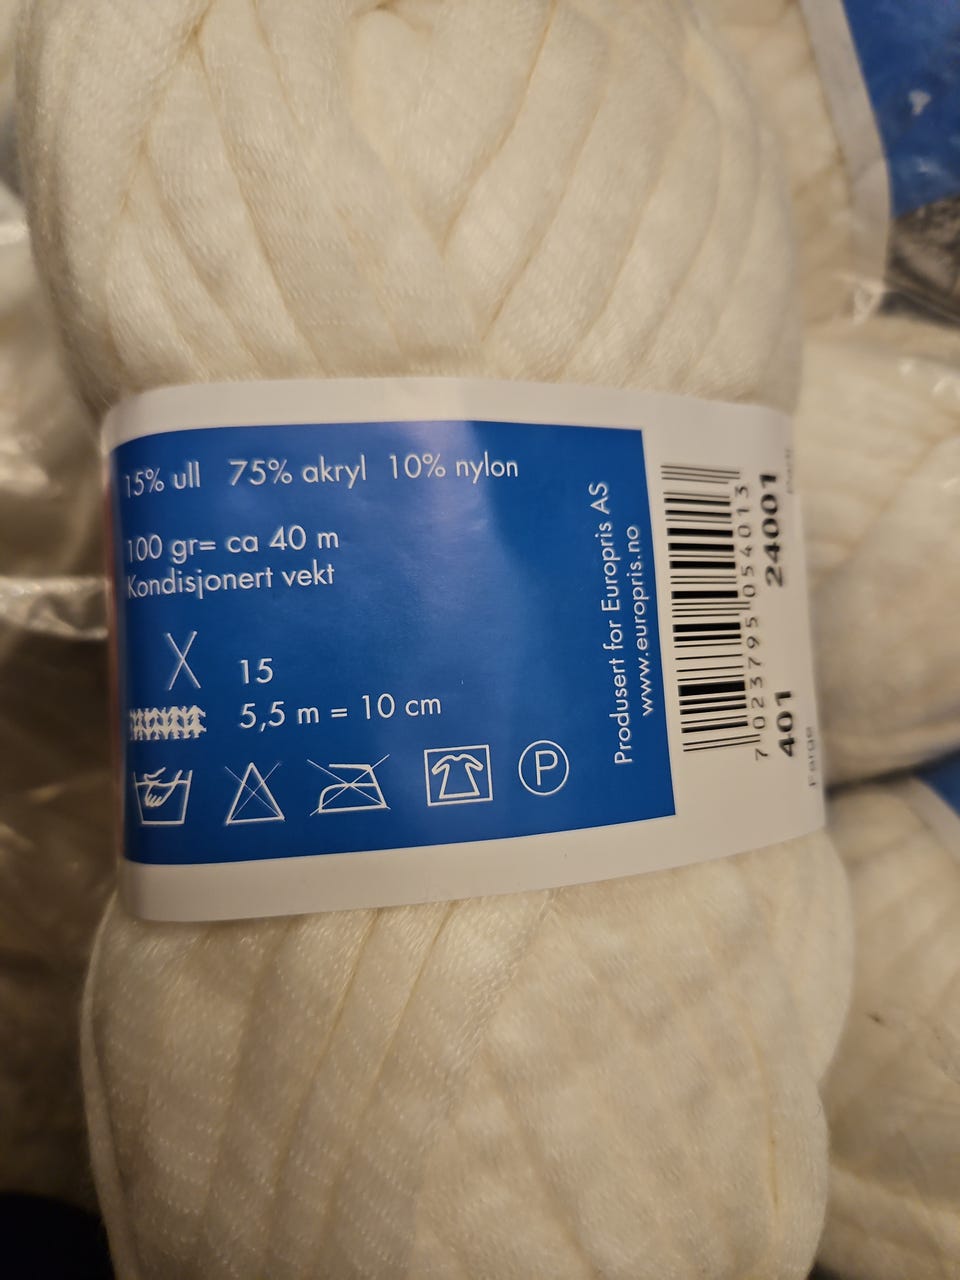 15% ull 75% akryl 10% nylon
100 gr= ca 40 m
Kondisjonert vekt
15
5,5 m = 10 cm
P
Produsert for Europris AS
www.europris.no
7 023795 054013
401 24001
Farge Parti